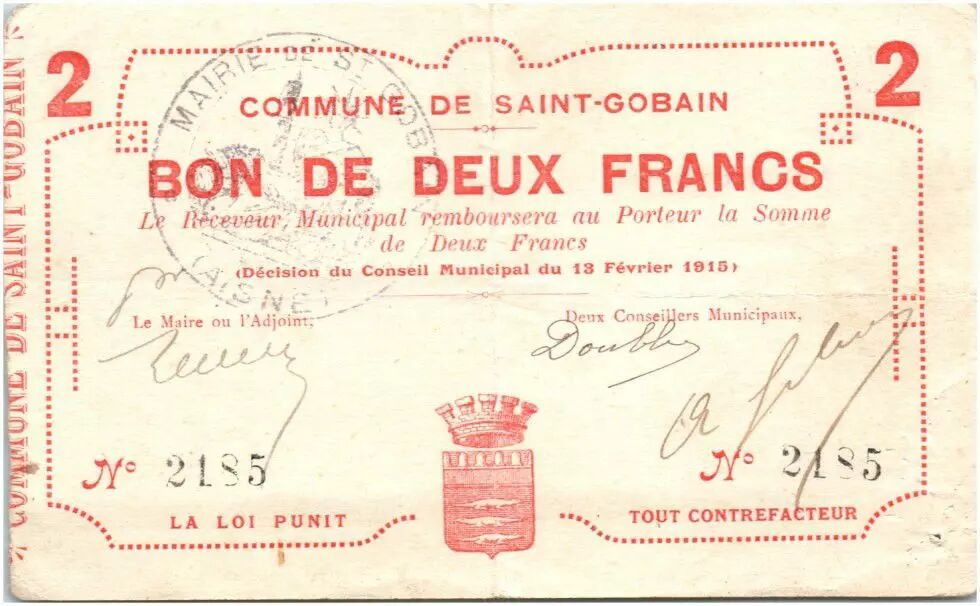 2
2
COMMUNE DE SAINT-GOBAIN
BON DE DEUX FRANCS
Le Receveur Municipal remboursera au Porteur la Somme
de Deux Francs
(Décision du Conseil Municipal du 13 Février 1915)
Le Maire ou l'Adjoint,
Deux Conseillers Municipaux,
Nº 2185
Nº 2185
LA LOI PUNIT
TOUT CONTREFACTEUR
COMMUNE DE SAINT-GOBAIN
MAIRIE DE ST GOBAIN
(AISNE)